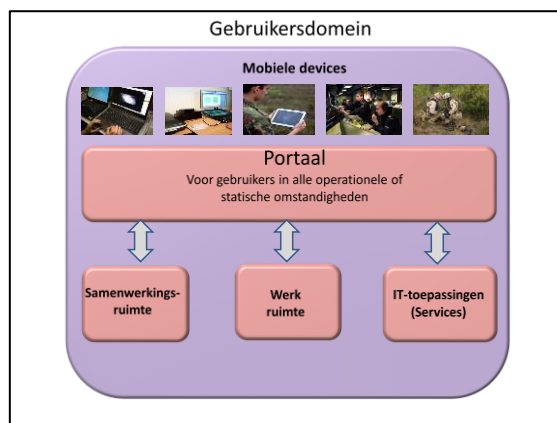 Gebruikersdomein
Mobiele devices
Portaal
Voor gebruikers in alle operationele of
statische omstandigheden
Samenwerkings-
ruimte
Werk
ruimte
IT-toepassingen
(Services)